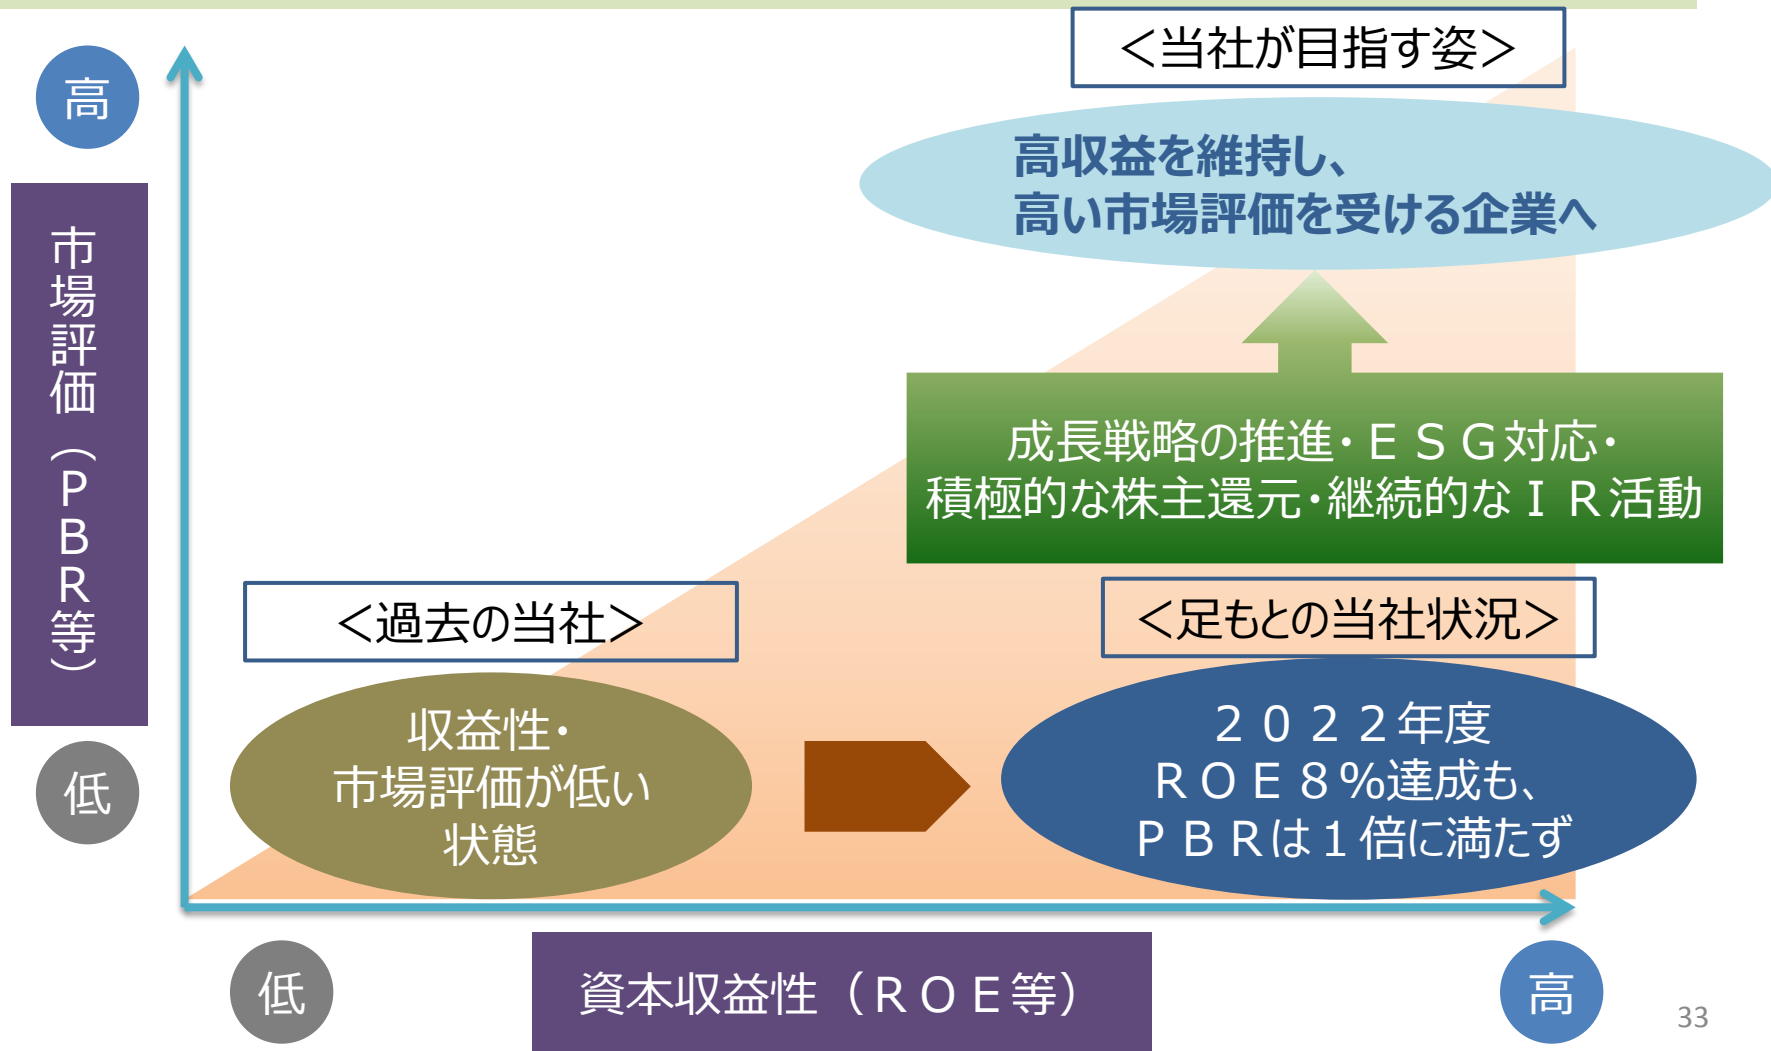 ＜当社が目指す姿＞
高
高収益を維持し、
高い市場評価を受ける企業へ
市場評価（ＰＢＲ等）
成長戦略の推進・ＥＳＧ対応・
積極的な株主還元・継続的なＩＲ活動
＜過去の当社＞
＜足もとの当社状況＞
収益性・
市場評価が低い
状態
２０２２年度
ＲＯＥ８％達成も、
ＰＢＲは１倍に満たず
低
低
資本収益性（ＲＯＥ等）
高
33